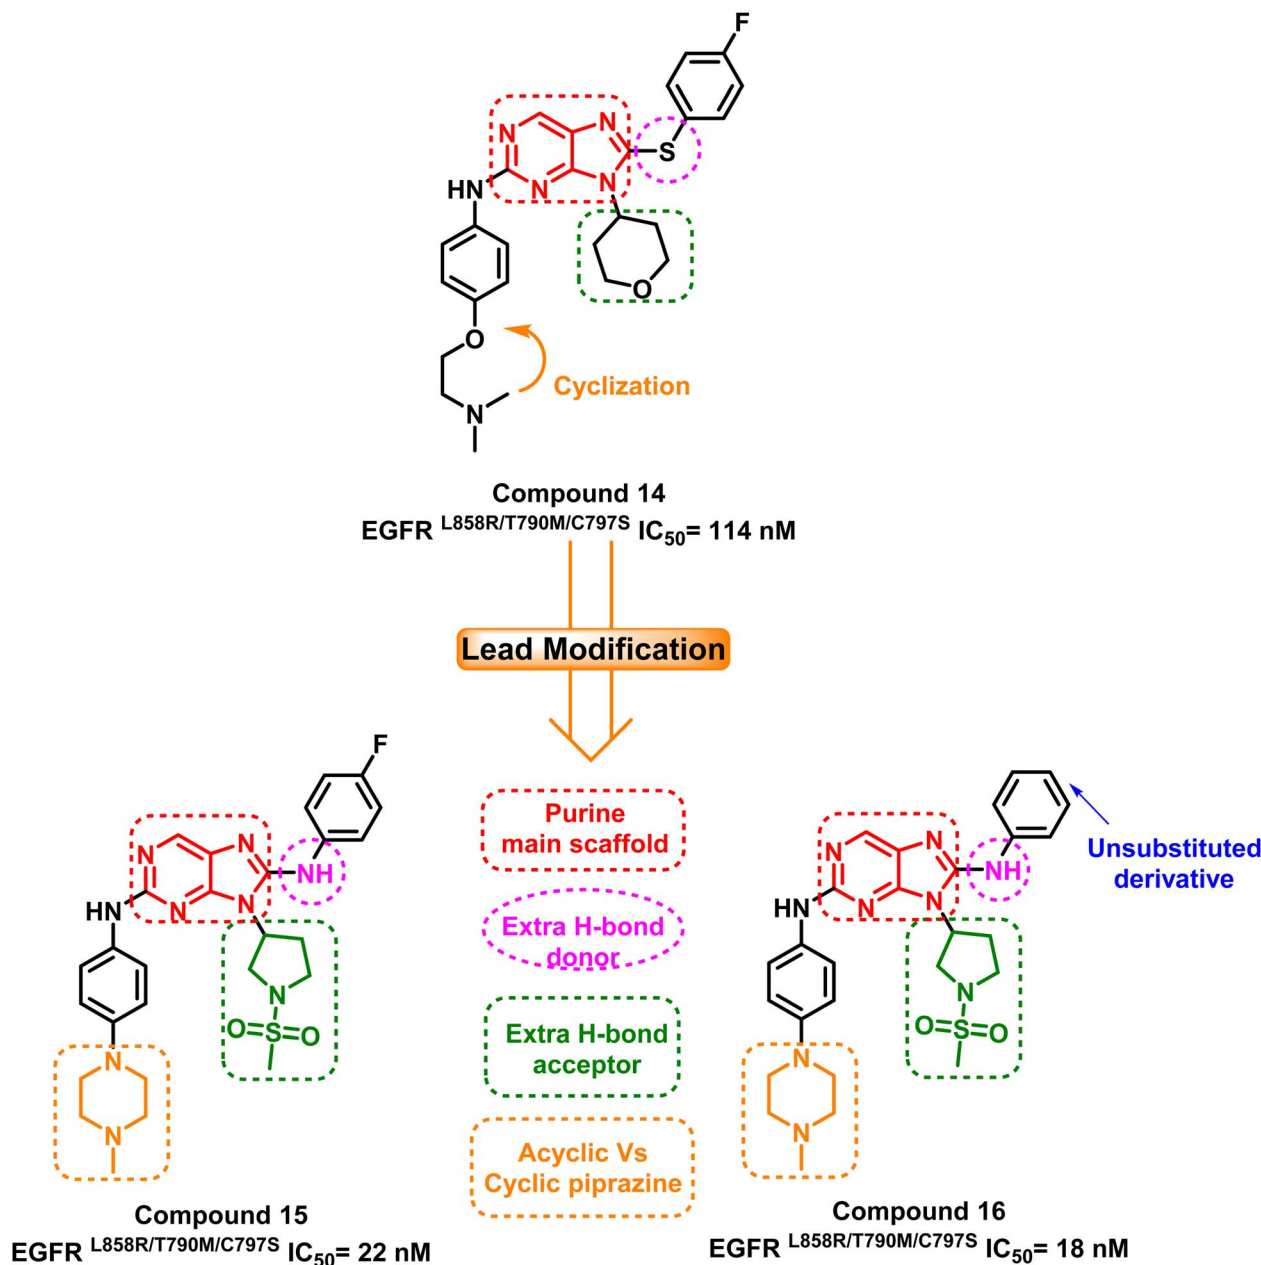 F
N
N
S
HN
N
N
O
O
N
Cyclization
Compound 14
EGFR L858R/T790M/C797S IC50= 114 nM
Lead Modification
F
N
N
NH
HN
N
N
N
O=S=O
N
N
Compound 15
EGFR L858R/T790M/C797S IC50= 22 nM
Purine
main scaffold
Extra H-bond
donor
Extra H-bond
acceptor
Acyclic Vs
Cyclic piprazine
Unsubstituted
derivative
N
N
NH
HN
N
N
N
O=S=O
N
N
Compound 16
EGFR L858R/T790M/C797S IC50= 18 nM